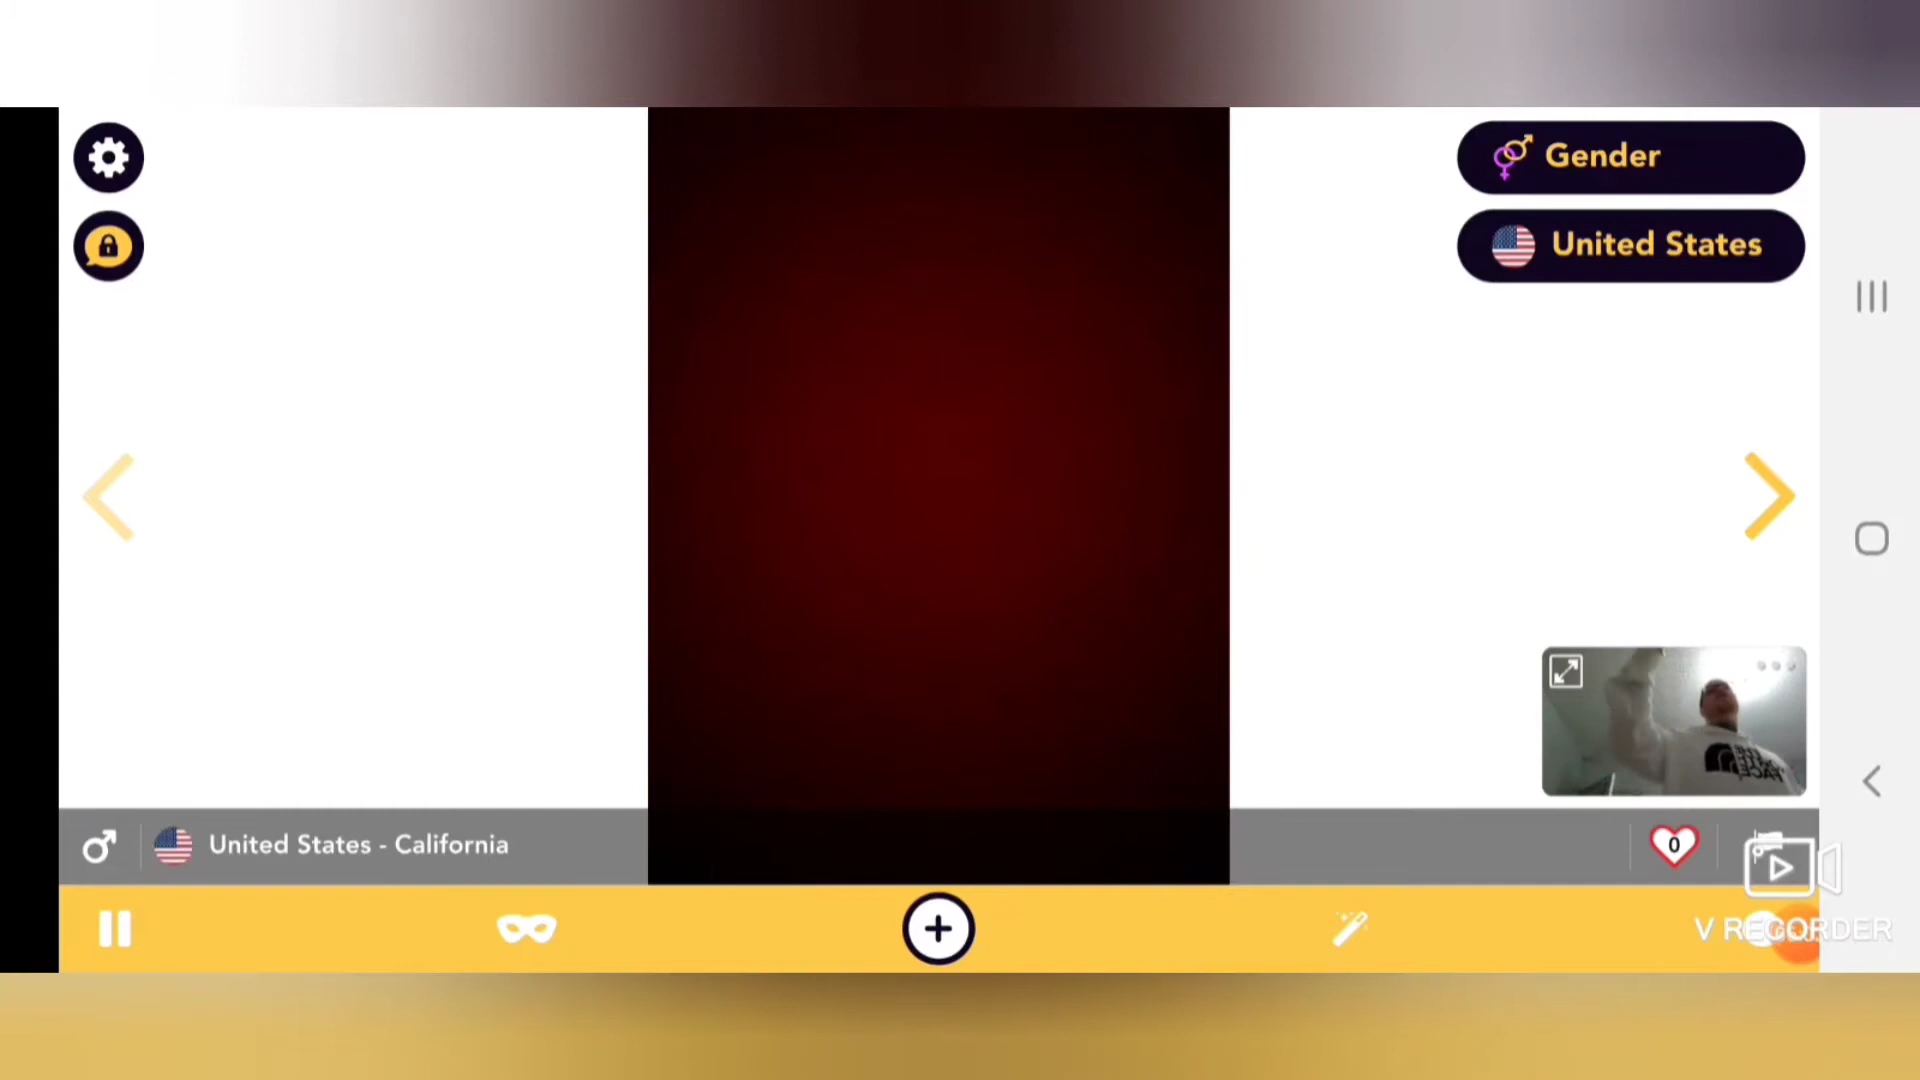 Gender
United States
United States - California
0
V RECORDER